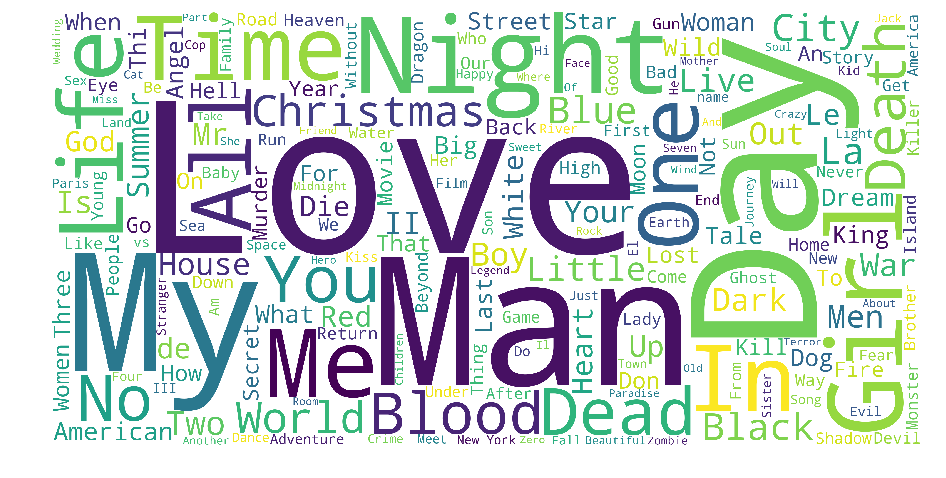 When
Road
Heaven
Who
Street
Star
Woman
City
Jack
America
Wedding
Part
Cop
Family
Without
Dragon
Our
Hi
Gun
Wild
An
Story
Soul
Kid
Sex
Cat
Thi
Angel
Time
Night
Happy
Where
Face
Good
Bad
Mother
Live
Get
Life
Eye
Be
Hell
Year
Of
He
name
Day
Le
Death
Killer
Miss
Land
Summer
Take
Christmas
Back
Blue
First
Not
Out
Crazy
Light
God
Mr
She
Run
Friend
Water
Big
River
And
Sun
La
Never
Paris
Young
On
Baby
All
Love
For
Movie
Her
Sweet
High
Moon
One
Seven
Wind
Will
Dream
Is
Go
Murder
Midnight
Film
White
Your
End
Journey
Island
Like
vs
Sea
Die
We
II
Son
Rock
Earth
Tale
King
People
Space
That
Boy
El
Lost
Home
New
War
House
Hero
Kiss
Beyond
Legend
Little
Come
Ghost
To
Girl
My
Down
You
Man
Just
Dark
About
Women
Three
Stranger
Am
What
Red
Last
Game
Heart
Lady
Men
Brother
de
Secret
Return
Me
Children
Do
Il
Up
Town
Old
Kill
Terror
Fear
How
Thing
Don
In
From
Dog
Way
Fire
No
Four
III
Room
Under
After
Paradise
Sister
Song
Evil
Monster
American
Two
World
Blood
Dead
Black
Shadow
Devil
Another
Dance
Adventure
Crime
Meet
New York
Zero
Fall
Beautiful
Zombie